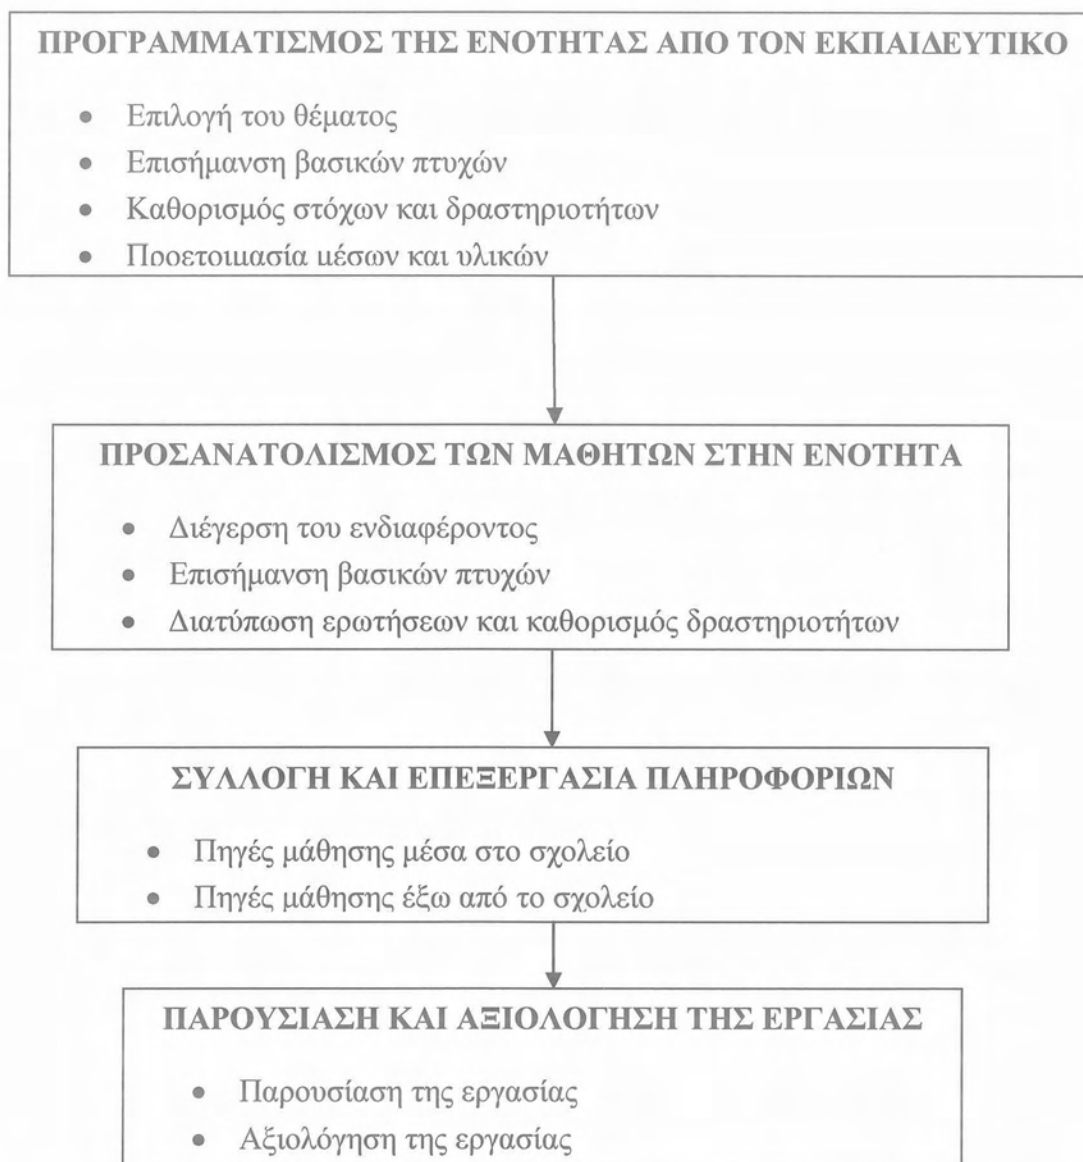 ΠΡΟΓΡΑΜΜΑΤΙΣΜΟΣ ΤΗΣ ΕΝΟΤΗΤΑΣ ΑΠΟ ΤΟΝ ΕΚΠΑΙΔΕΥΤΙΚΟ
• Επιλογή του θέματος
• Επισήμανση βασικών πτυχών
• Καθορισμός στόχων και δραστηριοτήτων
• Προετοιμασία μέσων και υλικών
ΠΡΟΣΑΝΑΤΟΛΙΣΜΟΣ ΤΩΝ ΜΑΘΗΤΩΝ ΣΤΗΝ ΕΝΟΤΗΤΑ
• Διέγερση του ενδιαφέροντος
• Επισήμανση βασικών πτυχών
• Διατύπωση ερωτήσεων και καθορισμός δραστηριοτήτων
ΣΥΛΛΟΓΗ ΚΑΙ ΕΠΕΞΕΡΓΑΣΙΑ ΠΛΗΡΟΦΟΡΙΩΝ
• Πηγές μάθησης μέσα στο σχολείο
• Πηγές μάθησης έξω από το σχολείο
ΠΑΡΟΥΣΙΑΣΗ ΚΑΙ ΑΞΙΟΛΟΓΗΣΗ ΤΗΣ ΕΡΓΑΣΙΑΣ
• Παρουσίαση της εργασίας
• Αξιολόγηση της εργασίας